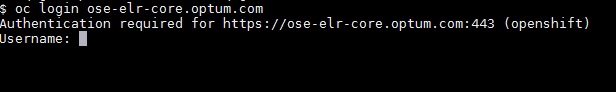 $ oc login ose-elr-core.optum.com
Authentication required for https://ose-elr-core.optum.com:443 (openshift)
Username: